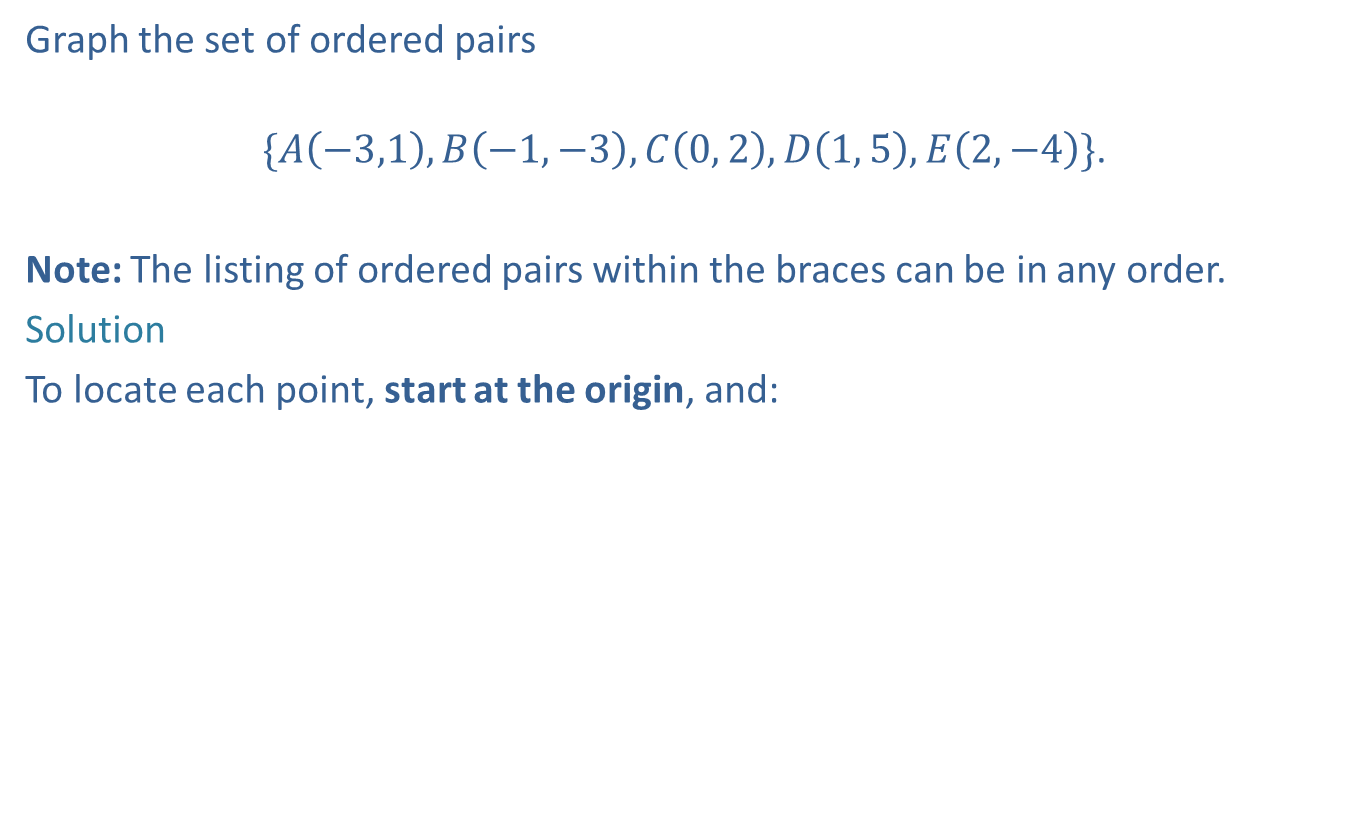 Graph the set of ordered pairs
{A(−3,1), B(−1, −3), C(0, 2), D(1, 5), E(2, −4)}.
Note: The listing of ordered pairs within the braces can be in any order.
Solution
To locate each point, start at the origin, and: